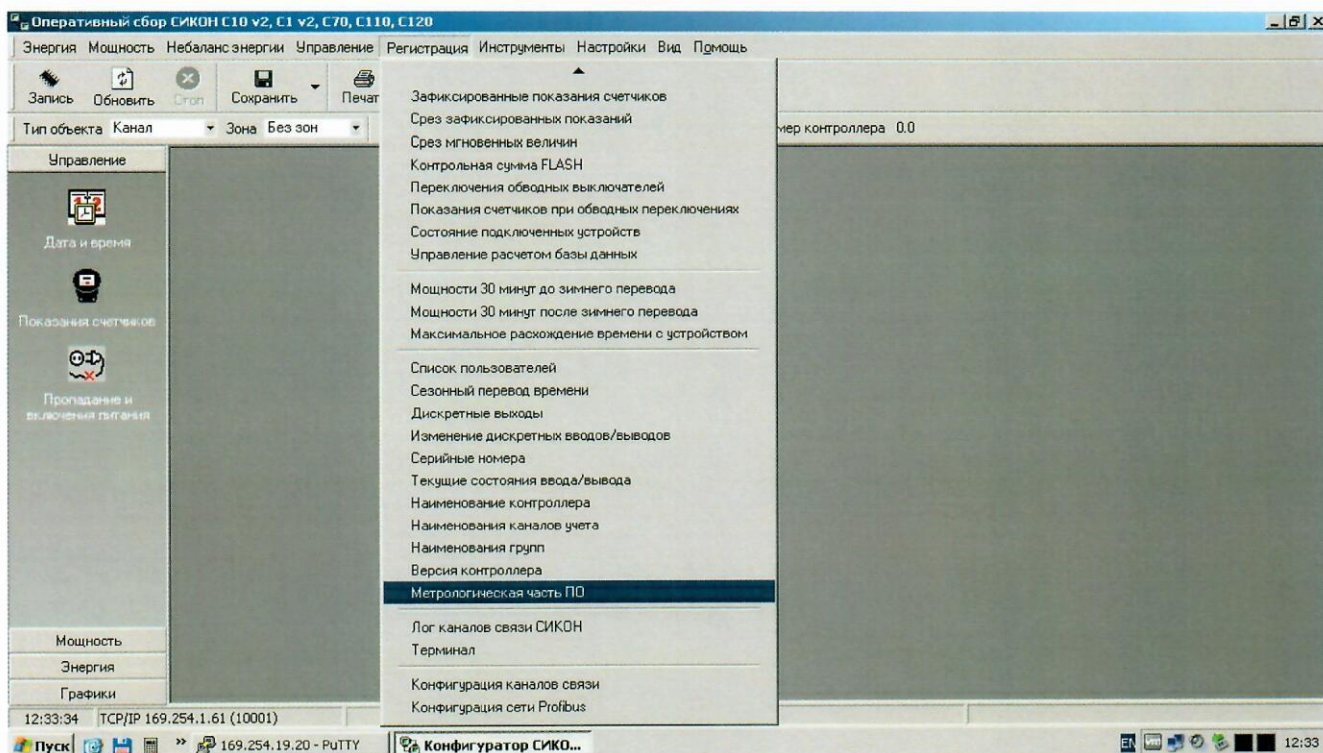 Оперативный сбор СИКОН С10 v2, С1 v2, С70, С110, С120
Энергия Мощность Небаланс энергии Управление Регистрация Инструменты Настройки Вид Помощь
Запись Обновить Стоп Сохранить Печат
Тип объекта Канал Зона Без зон мер контроллера 0.0
Управление
Дата и время
Показания счетчиков
Пропадание и
включения питания
Мощность
Энергия
Графики
Зафиксированные показания счетчиков
Срез зафиксированных показаний
Срез мгновенных величин
Контрольная сумма FLASH
Переключения обводных выключателей
Показания счетчиков при обводных переключениях
Состояние подключенных устройств
Управление расчетом базы данных
Мощности 30 минут до зимнего перевода
Мощности 30 минут после зимнего перевода
Максимальное расхождение времени с устройством
Список пользователей
Сезонный перевод времени
Дискретные выходы
Изменение дискретных вводов/выводов
Серийные номера
Текущие состояния ввода/вывода
Наименование контроллера
Наименования каналов учета
Наименования групп
Версия контроллера
Метрологическая часть ПО
Лог каналов связи СИКОН
Терминал
Конфигурация каналов связи
Конфигурация сети Profibus
12:33:34 TCP/IP 169.254.1.61 (10001)
Пуск » 169.254.19.20 - PuTTY Конфигуратор СИКО... EN 12:33